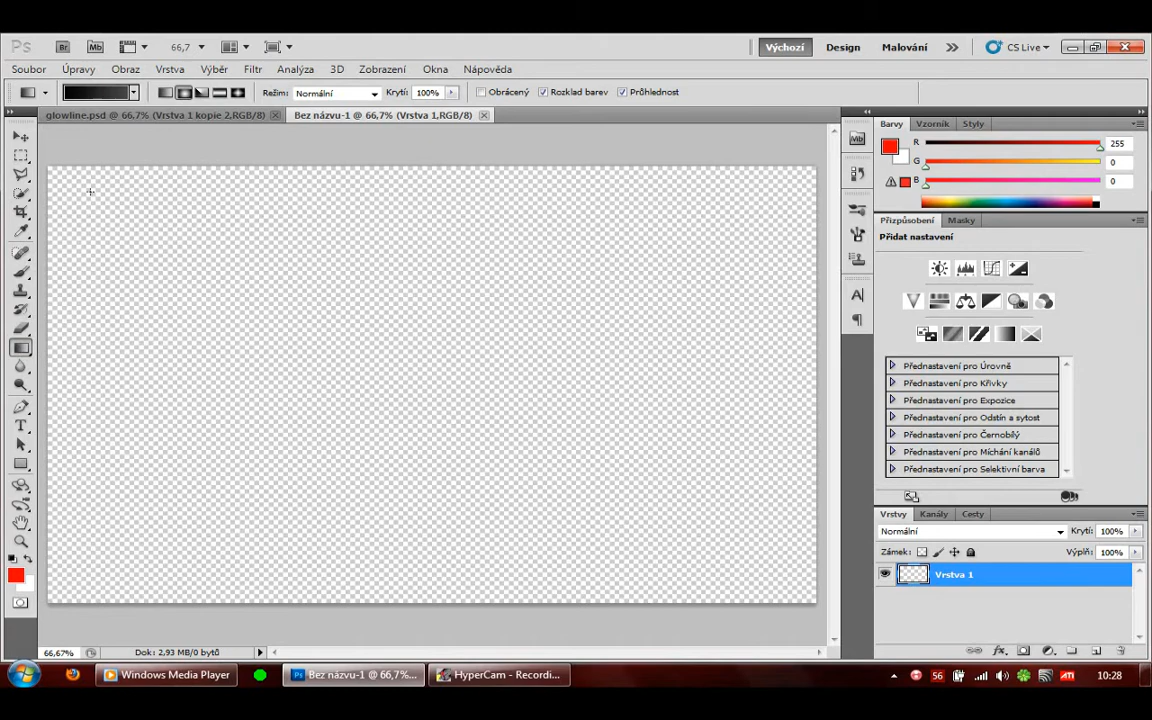 Ps Br Mb 66,7 Výchozí Design Malování CS Live
Soubor Úpravy Obraz Vrstva Výběr Filtr Analýza 3D Zobrazení Okna Nápověda
Režim: Normální Krytí: 100% Obrácený Rozklad barev Průhlednost
glowline.psd @ 66,7% (Vrstva 1 kopie 2,RGB/8) Bez názvu-1 @ 66,7% (Vrstva 1,RGB/8)
Barvy Vzorník Styly
R 255
G 0
B 0
Mb
Přizpůsobení Masky
Přidat nastavení
Přednastavení pro Úrovně
Přednastavení pro Křivky
Přednastavení pro Expozice
Přednastavení pro Odstín a sytost
Přednastavení pro Černobílý
Přednastavení pro Míchání kanálů
Přednastavení pro Selektivní barva
Vrstvy Kanály Cesty
Normální Krytí: 100%
Zámek: Výplň: 100%
Vrstva 1
66,67% Dok: 2,93 MB/0 bytů
Windows Media Player Ps Bez názvu-1 @ 66,7%... HyperCam - Recordi... 56 ATI 10:28